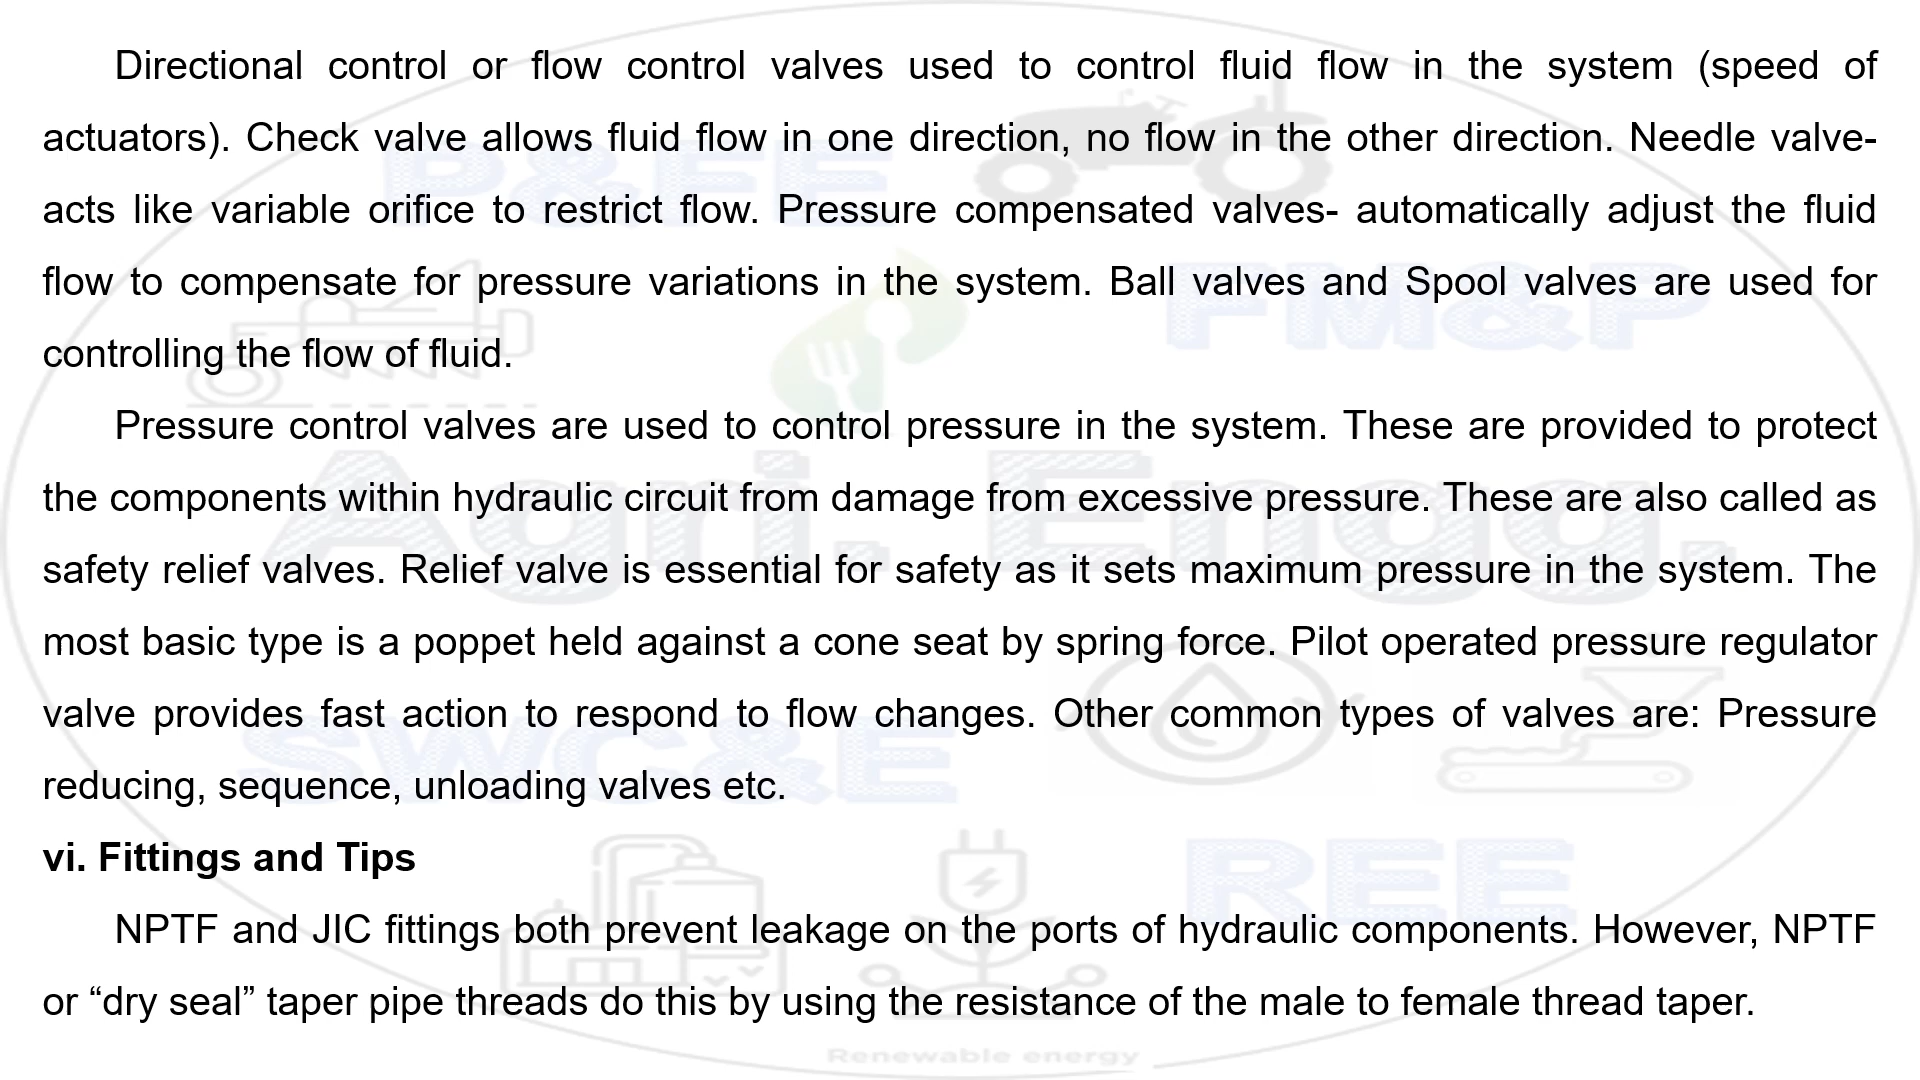 Directional control or flow control valves used to control fluid flow in the system (speed of
actuators). Check valve allows fluid flow in one direction, no flow in the other direction. Needle valve-
acts like variable orifice to restrict flow. Pressure compensated valves- automatically adjust the fluid
flow to compensate for pressure variations in the system. Ball valves and Spool valves are used for
controlling the flow of fluid.
Pressure control valves are used to control pressure in the system. These are provided to protect
the components within hydraulic circuit from damage from excessive pressure. These are also called as
safety relief valves. Relief valve is essential for safety as it sets maximum pressure in the system. The
most basic type is a poppet held against a cone seat by spring force. Pilot operated pressure regulator
valve provides fast action to respond to flow changes. Other common types of valves are: Pressure
reducing, sequence, unloading valves etc.
vi. Fittings and Tips
NPTF and JIC fittings both prevent leakage on the ports of hydraulic components. However, NPTF
or “dry seal” taper pipe threads do this by using the resistance of the male to female thread taper.
P&FE
FM&P
Agri. Engg.
SWC&E
REE
Renewable energy